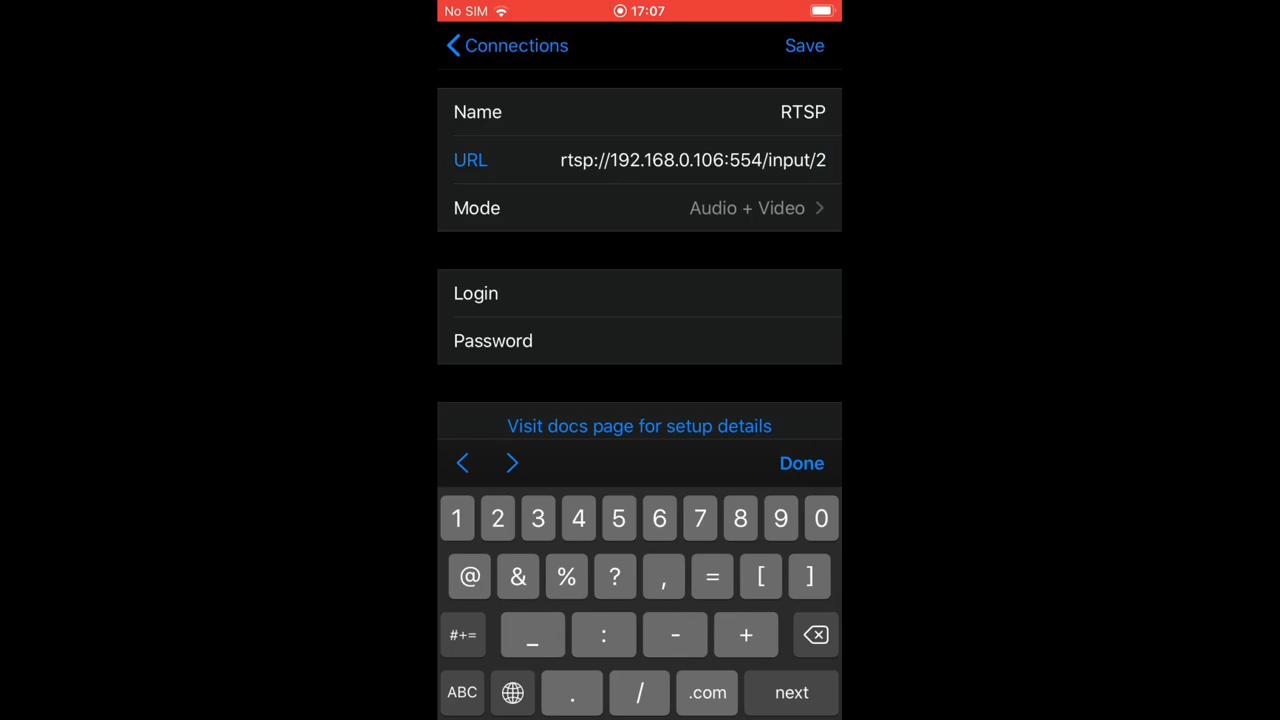 No SIM 17:07
Connections Save
Name RTSP
URL rtsp://192.168.0.106:554/input/2
Mode Audio + Video
Login
Password
Visit docs page for setup details
Done
1 2 3 4 5 6 7 8 9 0
@ & % ? , = [ ]
#+= _ : - +
ABC . / .com next